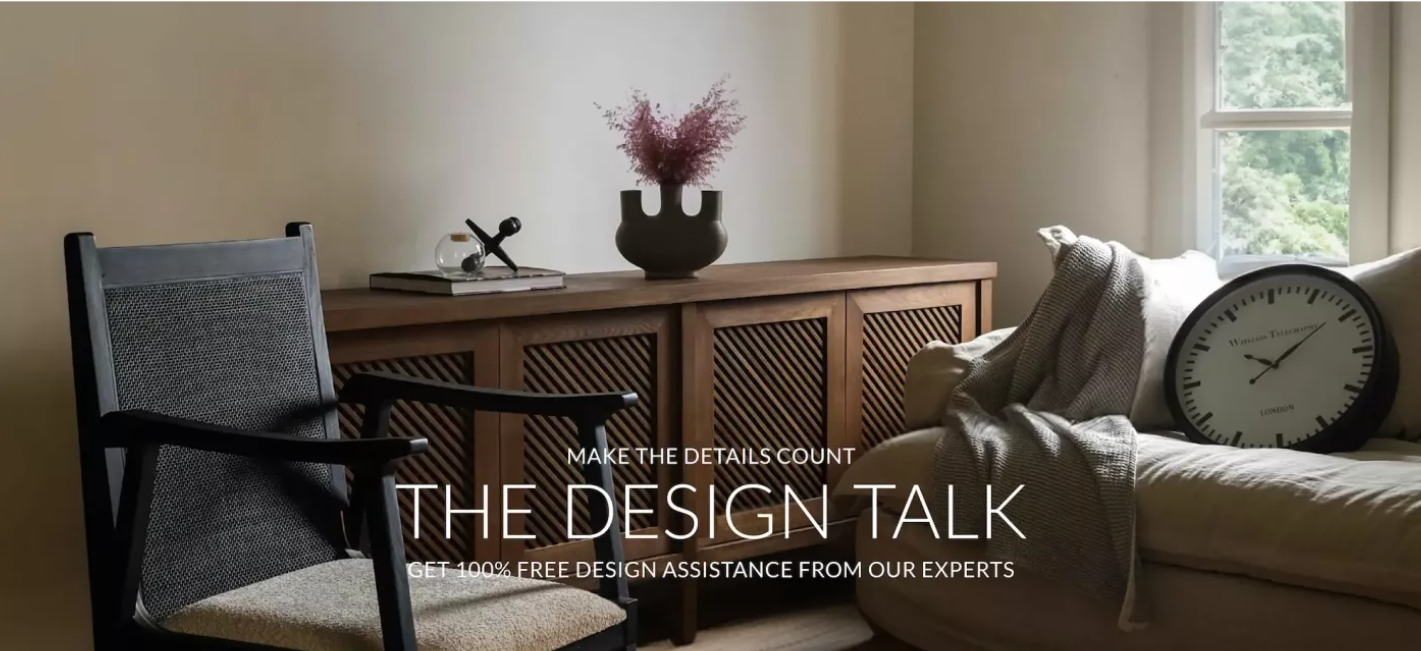 WIRELESS TELEGRAPHY
LONDON
MAKE THE DETAILS COUNT
THE DESIGN TALK
GET 100% FREE DESIGN ASSISTANCE FROM OUR EXPERTS